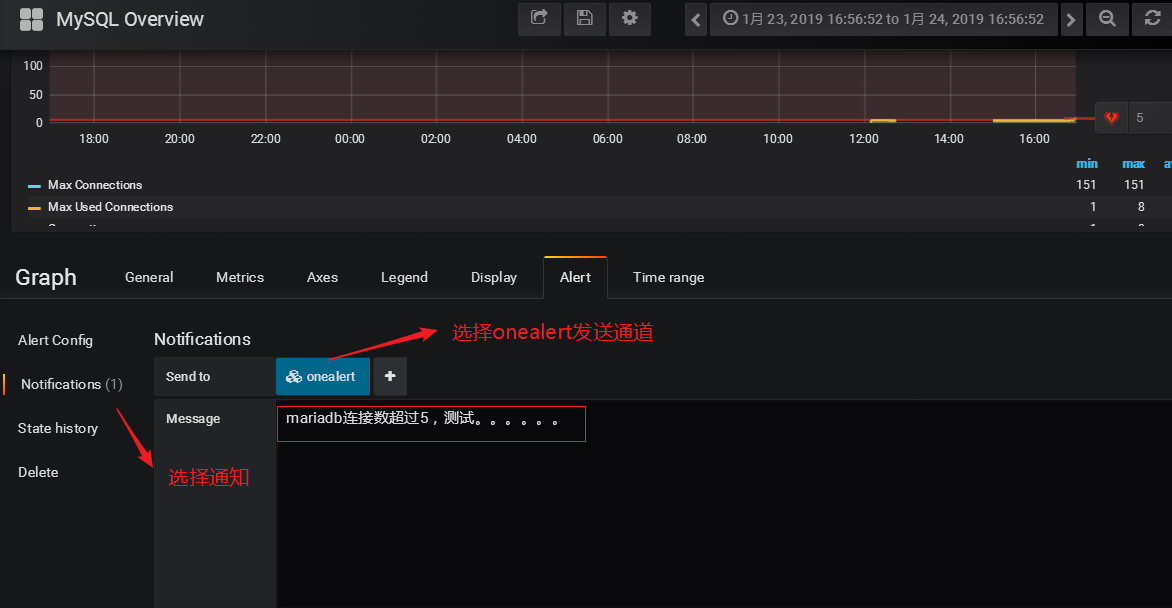 MySQL Overview
1月 23, 2019 16:56:52 to 1月 24, 2019 16:56:52
100
50
0
18:00 20:00 22:00 00:00 02:00 04:00 06:00 08:00 10:00 12:00 14:00 16:00
5
min max
Max Connections 151 151
Max Used Connections 1 8
Graph General Metrics Axes Legend Display Alert Time range
Alert Config
Notifications (1)
State history
Delete
Notifications
选择onealert发送通道
Send to onealert +
Message
mariadb连接数超过5，测试。。。。。。
选择通知